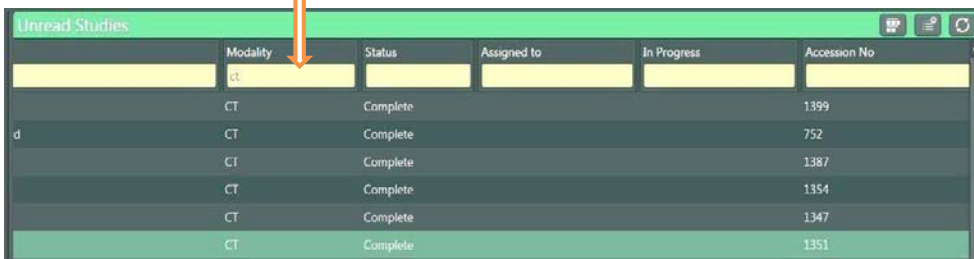 Unread Studies
Modality Status Assigned to In Progress Accession No
ct
CT Complete 1399
d CT Complete 752
CT Complete 1387
CT Complete 1354
CT Complete 1347
CT Complete 1351